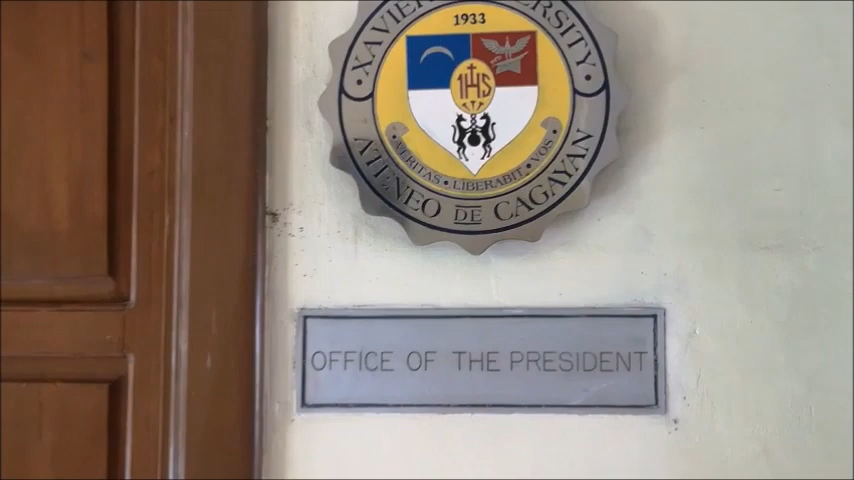 XAVIER UNIVERSITY
1933
IHS
VERITAS • LIBERABIT • VOS
ATENEO DE CAGAYAN
OFFICE OF THE PRESIDENT